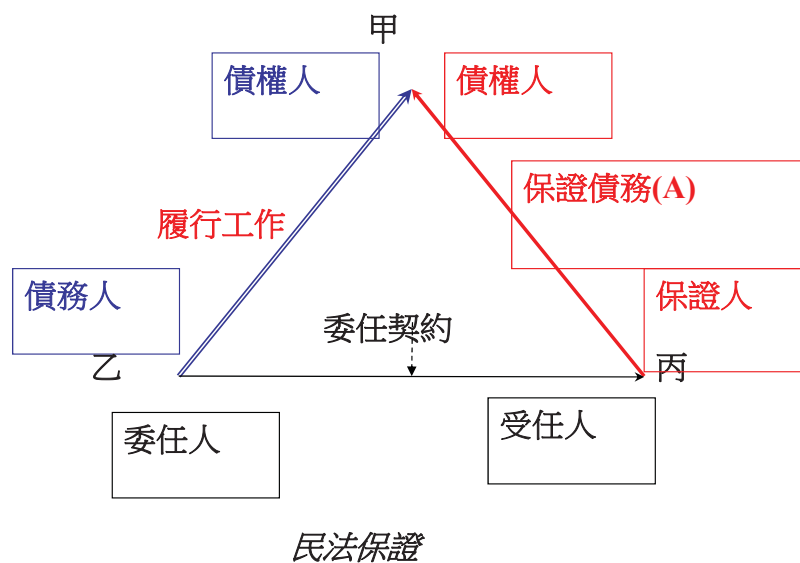 甲
債權人
債權人
保證債務(A)
履行工作
債務人
保證人
委任契約
乙
丙
委任人
受任人
民法保證